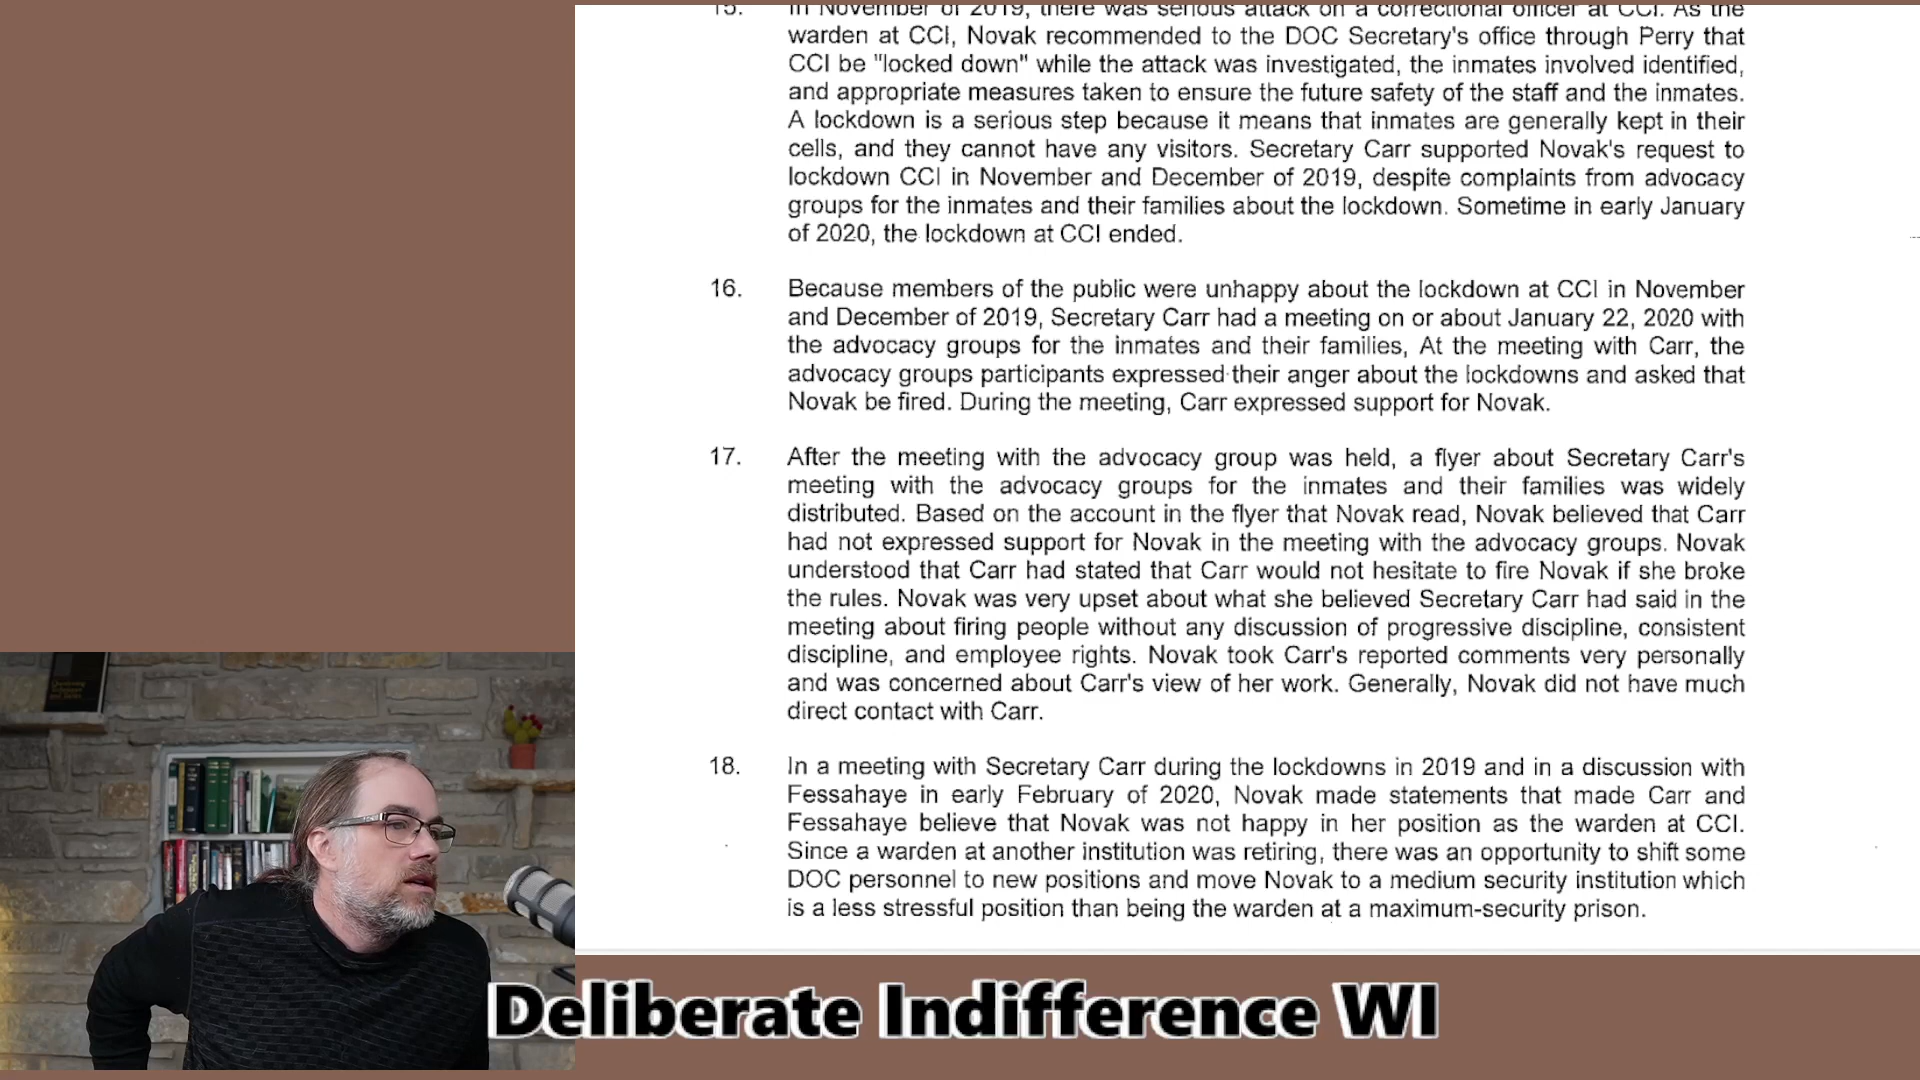 15. In November of 2019, there was serious attack on a correctional officer at CCI. As the
warden at CCI, Novak recommended to the DOC Secretary's office through Perry that
CCI be "locked down" while the attack was investigated, the inmates involved identified,
and appropriate measures taken to ensure the future safety of the staff and the inmates.
A lockdown is a serious step because it means that inmates are generally kept in their
cells, and they cannot have any visitors. Secretary Carr supported Novak's request to
lockdown CCI in November and December of 2019, despite complaints from advocacy
groups for the inmates and their families about the lockdown. Sometime in early January
of 2020, the lockdown at CCI ended.
16. Because members of the public were unhappy about the lockdown at CCI in November
and December of 2019, Secretary Carr had a meeting on or about January 22, 2020 with
the advocacy groups for the inmates and their families, At the meeting with Carr, the
advocacy groups participants expressed their anger about the lockdowns and asked that
Novak be fired. During the meeting, Carr expressed support for Novak.
17. After the meeting with the advocacy group was held, a flyer about Secretary Carr's
meeting with the advocacy groups for the inmates and their families was widely
distributed. Based on the account in the flyer that Novak read, Novak believed that Carr
had not expressed support for Novak in the meeting with the advocacy groups. Novak
understood that Carr had stated that Carr would not hesitate to fire Novak if she broke
the rules. Novak was very upset about what she believed Secretary Carr had said in the
meeting about firing people without any discussion of progressive discipline, consistent
discipline, and employee rights. Novak took Carr's reported comments very personally
and was concerned about Carr's view of her work. Generally, Novak did not have much
direct contact with Carr.
18. In a meeting with Secretary Carr during the lockdowns in 2019 and in a discussion with
Fessahaye in early February of 2020, Novak made statements that made Carr and
Fessahaye believe that Novak was not happy in her position as the warden at CCI.
Since a warden at another institution was retiring, there was an opportunity to shift some
DOC personnel to new positions and move Novak to a medium security institution which
is a less stressful position than being the warden at a maximum-security prison.
Deliberate Indifference WI